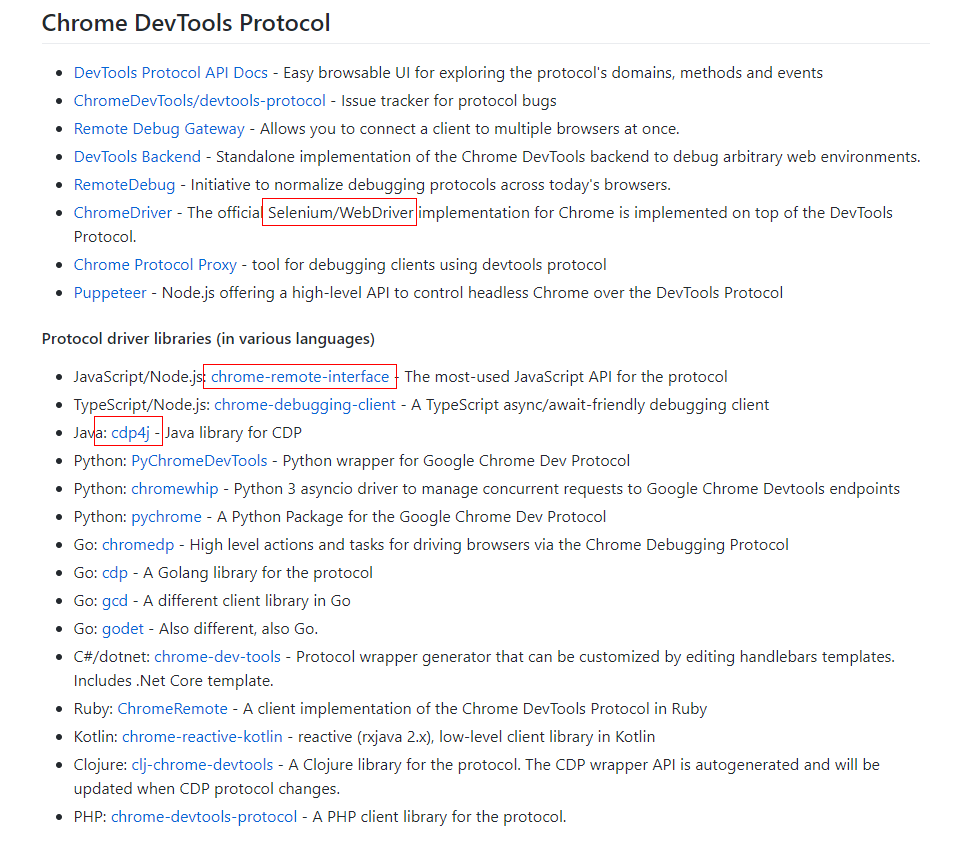 Chrome DevTools Protocol
DevTools Protocol API Docs - Easy browsable UI for exploring the protocol's domains, methods and events
ChromeDevTools/devtools-protocol - Issue tracker for protocol bugs
Remote Debug Gateway - Allows you to connect a client to multiple browsers at once.
DevTools Backend - Standalone implementation of the Chrome DevTools backend to debug arbitrary web environments.
RemoteDebug - Initiative to normalize debugging protocols across today's browsers.
ChromeDriver - The official Selenium/WebDriver implementation for Chrome is implemented on top of the DevTools
Protocol.
Chrome Protocol Proxy - tool for debugging clients using devtools protocol
Puppeteer - Node.js offering a high-level API to control headless Chrome over the DevTools Protocol
Protocol driver libraries (in various languages)
JavaScript/Node.js: chrome-remote-interface - The most-used JavaScript API for the protocol
TypeScript/Node.js: chrome-debugging-client - A TypeScript async/await-friendly debugging client
Java: cdp4j - Java library for CDP
Python: PyChromeDevTools - Python wrapper for Google Chrome Dev Protocol
Python: chromewhip - Python 3 asyncio driver to manage concurrent requests to Google Chrome Devtools endpoints
Python: pychrome - A Python Package for the Google Chrome Dev Protocol
Go: chromedp - High level actions and tasks for driving browsers via the Chrome Debugging Protocol
Go: cdp - A Golang library for the protocol
Go: gcd - A different client library in Go
Go: godet - Also different, also Go.
C#/dotnet: chrome-dev-tools - Protocol wrapper generator that can be customized by editing handlebars templates.
Includes .Net Core template.
Ruby: ChromeRemote - A client implementation of the Chrome DevTools Protocol in Ruby
Kotlin: chrome-reactive-kotlin - reactive (rxjava 2.x), low-level client library in Kotlin
Clojure: clj-chrome-devtools - A Clojure library for the protocol. The CDP wrapper API is autogenerated and will be
updated when CDP protocol changes.
PHP: chrome-devtools-protocol - A PHP client library for the protocol.